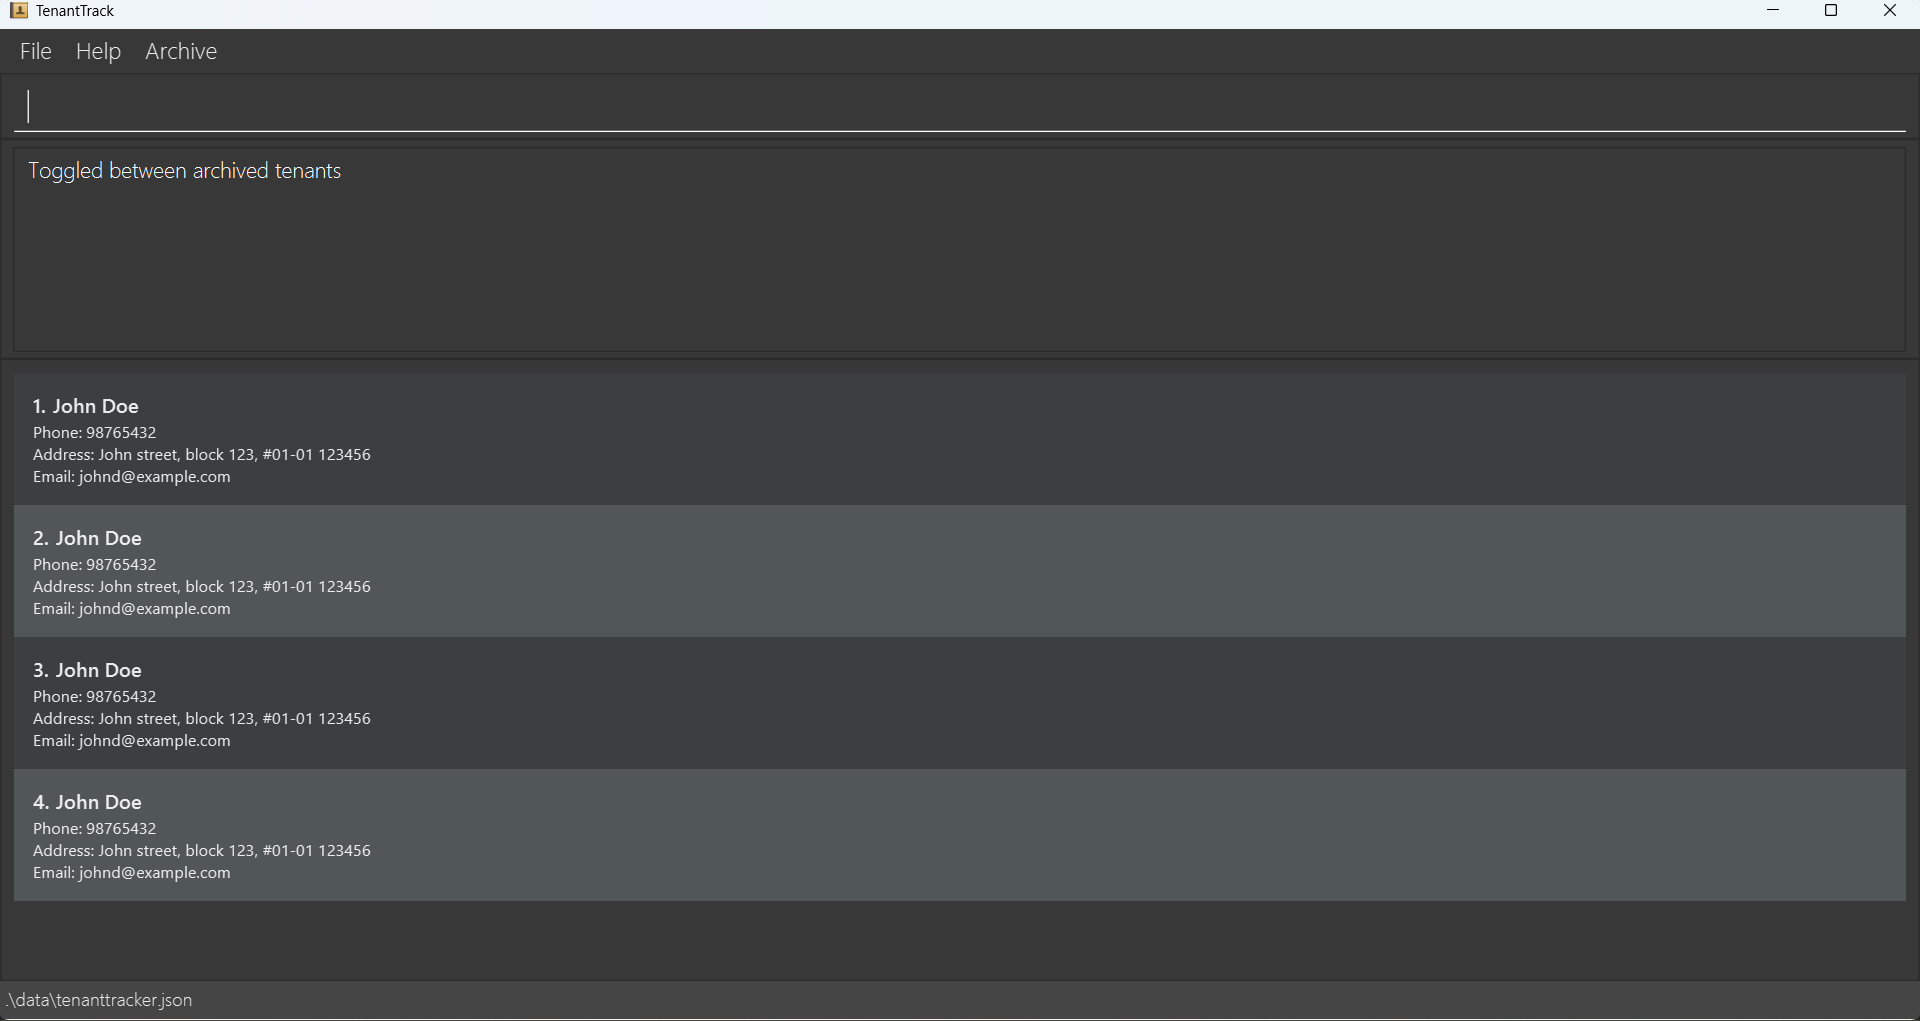 TenantTrack
File Help Archive
Toggled between archived tenants
1. John Doe
Phone: 98765432
Address: John street, block 123, #01-01 123456
Email: johnd@example.com
2. John Doe
Phone: 98765432
Address: John street, block 123, #01-01 123456
Email: johnd@example.com
3. John Doe
Phone: 98765432
Address: John street, block 123, #01-01 123456
Email: johnd@example.com
4. John Doe
Phone: 98765432
Address: John street, block 123, #01-01 123456
Email: johnd@example.com
.\data\tenanttracker.json